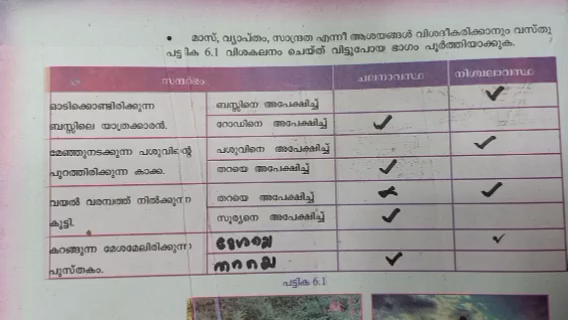 • മാസ്, വ്യാപ്തം, സാന്ദ്രത എന്നീ ആശയങ്ങൾ വിശദീകരിക്കാനും വസ്തു
പട്ടിക 6.1 വിശകലനം ചെയ്ത് വിട്ടുപോയ ഭാഗം പൂർത്തിയാക്കുക.
സന്ദർഭം ചലനാവസ്ഥ നിശ്ചലാവസ്ഥ
ഓടിക്കൊണ്ടിരിക്കുന്ന ബസ്സിനെ അപേക്ഷിച്ച് ✓
ബസ്സിലെ യാത്രക്കാരൻ. റോഡിനെ അപേക്ഷിച്ച് ✓
മേഞ്ഞുനടക്കുന്ന പശുവിന്റെ പശുവിനെ അപേക്ഷിച്ച് ✓
പുറത്തിരിക്കുന്ന കാക്ക. തറയെ അപേക്ഷിച്ച് ✓
വയൽ വരമ്പത്ത് നിൽക്കുന്ന തറയെ അപേക്ഷിച്ച് ✓
കുട്ടി. സൂര്യനെ അപേക്ഷിച്ച് ✓
കറങ്ങുന്ന മേശമേലിരിക്കുന്ന ✓
പുസ്തകം. ✓
പട്ടിക 6.1